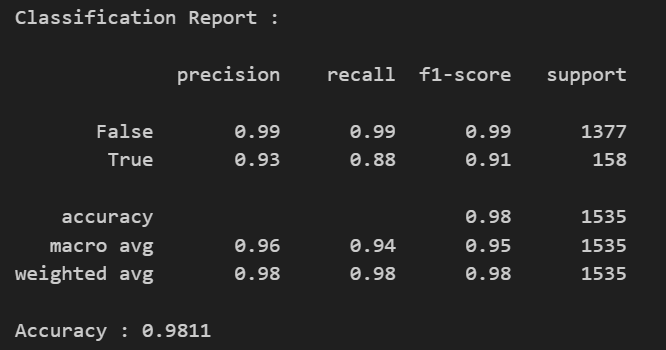 Classification Report :
precision recall f1-score support
False 0.99 0.99 0.99 1377
True 0.93 0.88 0.91 158
accuracy 0.98 1535
macro avg 0.96 0.94 0.95 1535
weighted avg 0.98 0.98 0.98 1535
Accuracy : 0.9811